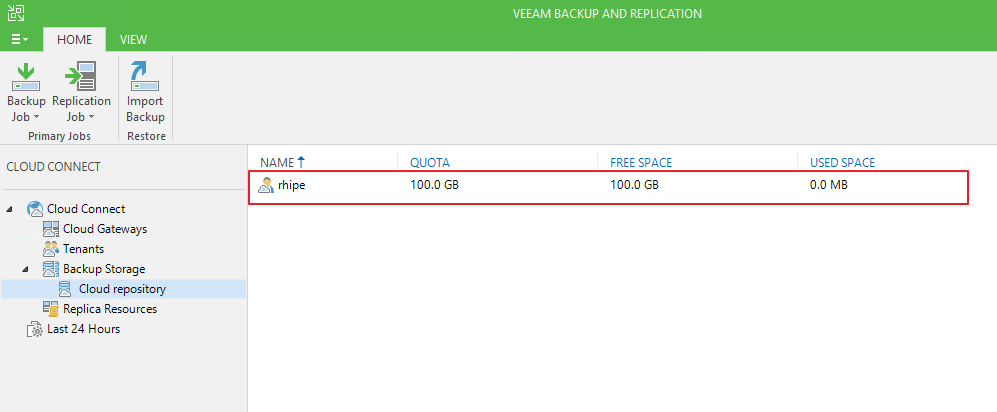 VEEAM BACKUP AND REPLICATION
HOME VIEW
Backup Job
Replication Job
Import Backup
Primary Jobs Restore
CLOUD CONNECT
Cloud Connect
Cloud Gateways
Tenants
Backup Storage
Cloud repository
Replica Resources
Last 24 Hours
NAME QUOTA FREE SPACE USED SPACE
rhipe 100.0 GB 100.0 GB 0.0 MB